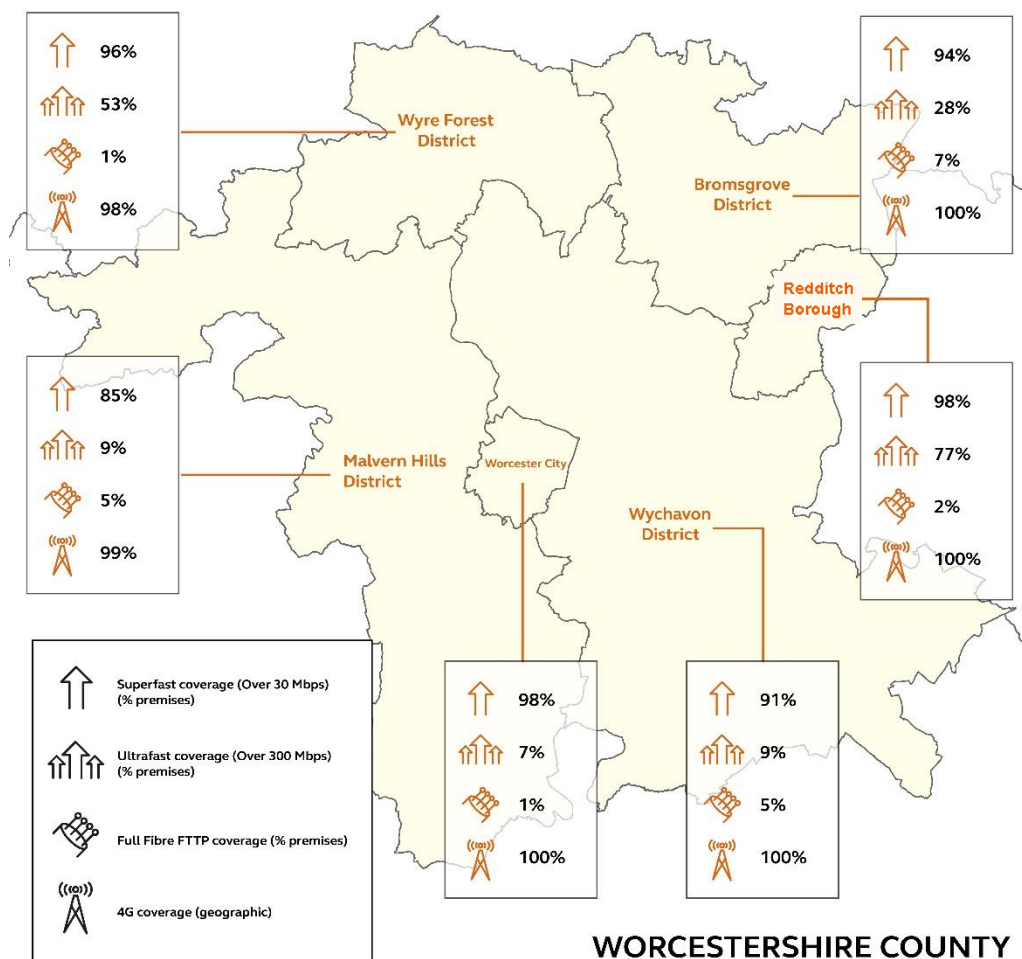 96%
53%
1%
98%
Wyre Forest
District
94%
28%
7%
100%
Bromsgrove
District
Redditch
Borough
98%
77%
2%
100%
85%
9%
5%
99%
Malvern Hills
District
Worcester City
Wychavon
District
98%
7%
1%
100%
91%
9%
5%
100%
Superfast coverage (Over 30 Mbps)
(% premises)
Ultrafast coverage (Over 300 Mbps)
(% premises)
Full Fibre FTTP coverage (% premises)
4G coverage (geographic)
WORCESTERSHIRE COUNTY